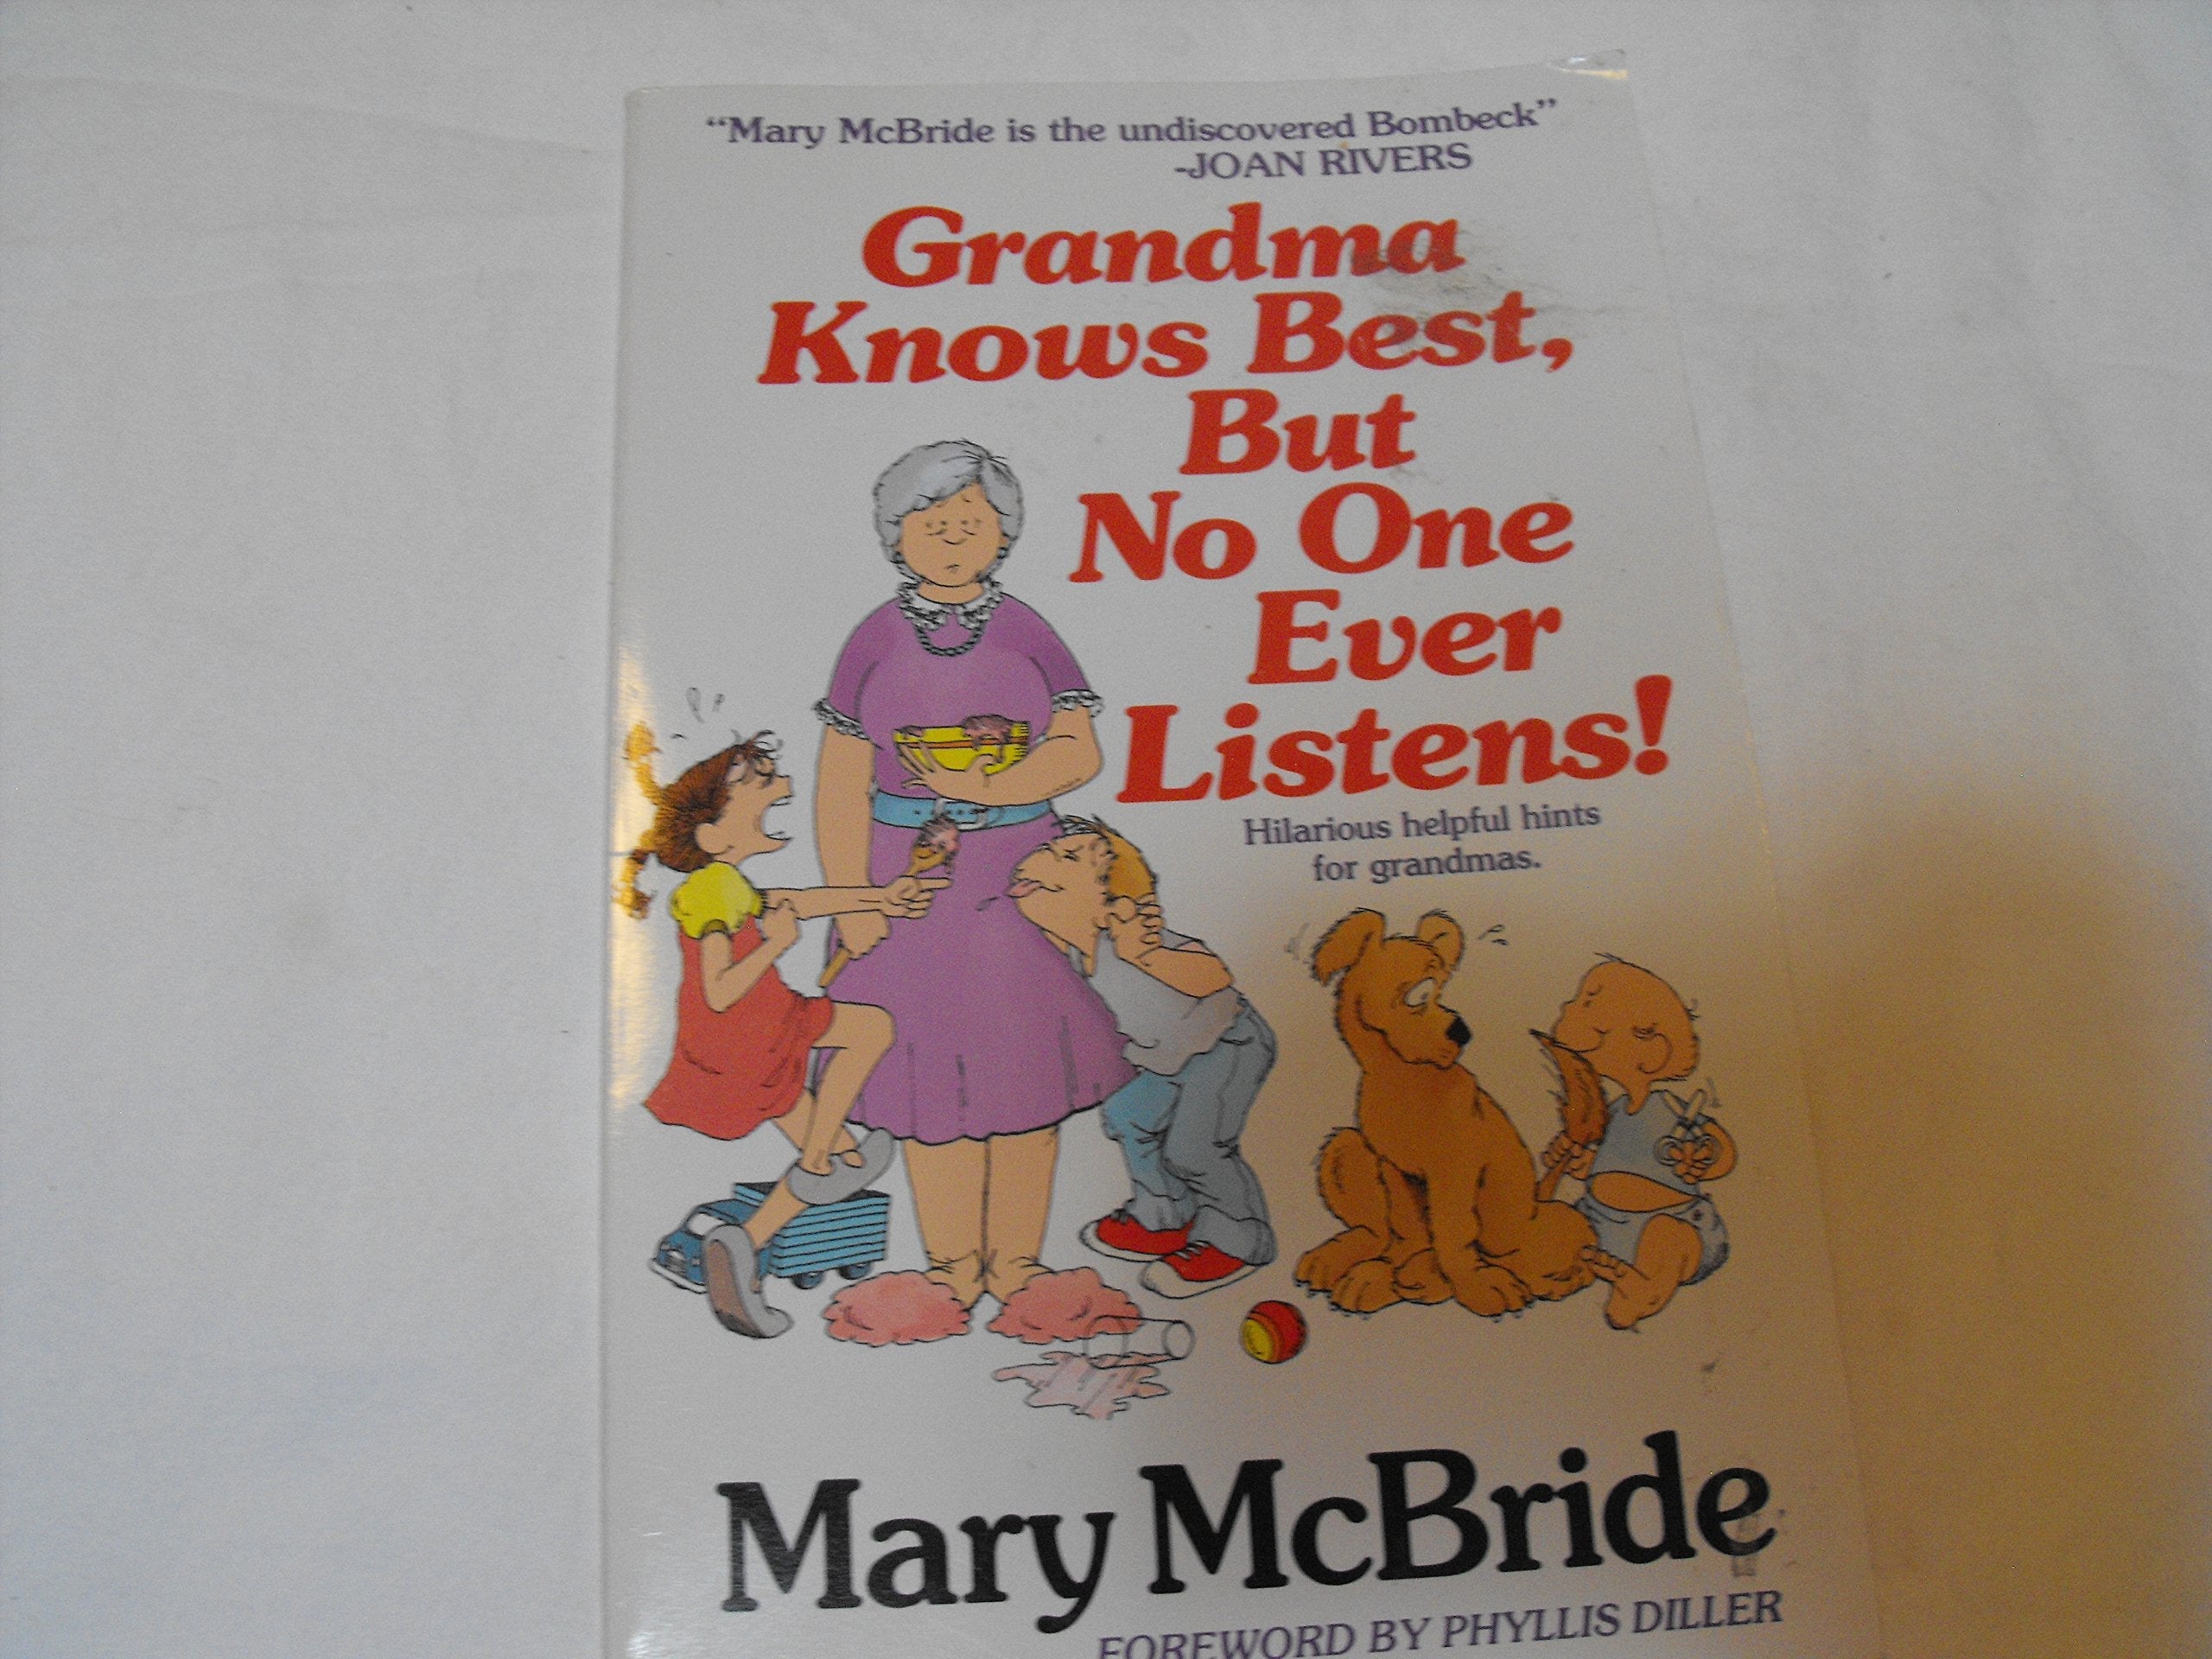 “Mary McBride is the undiscovered Bombeck”
-JOAN RIVERS
Grandma
Knows Best,
But
No One
Ever
Listens!
Hilarious helpful hints
for grandmas.
Mary McBride
FOREWORD BY PHYLLIS DILLER